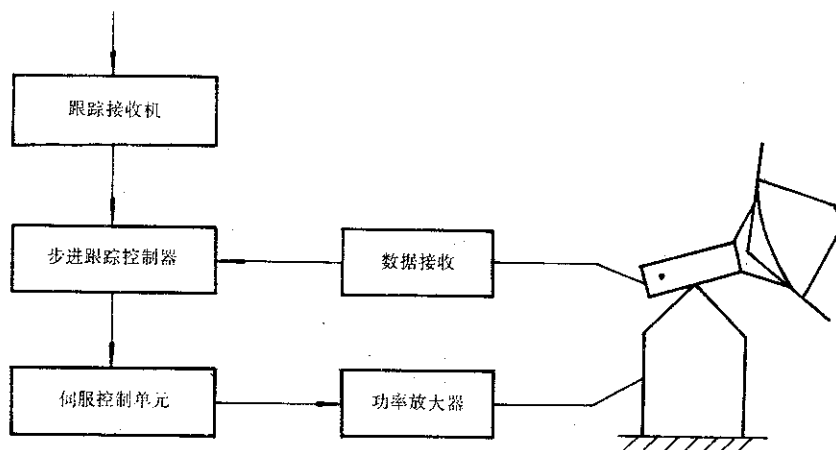 跟踪接收机
步进跟踪控制器
数据接收
伺服控制单元
功率放大器